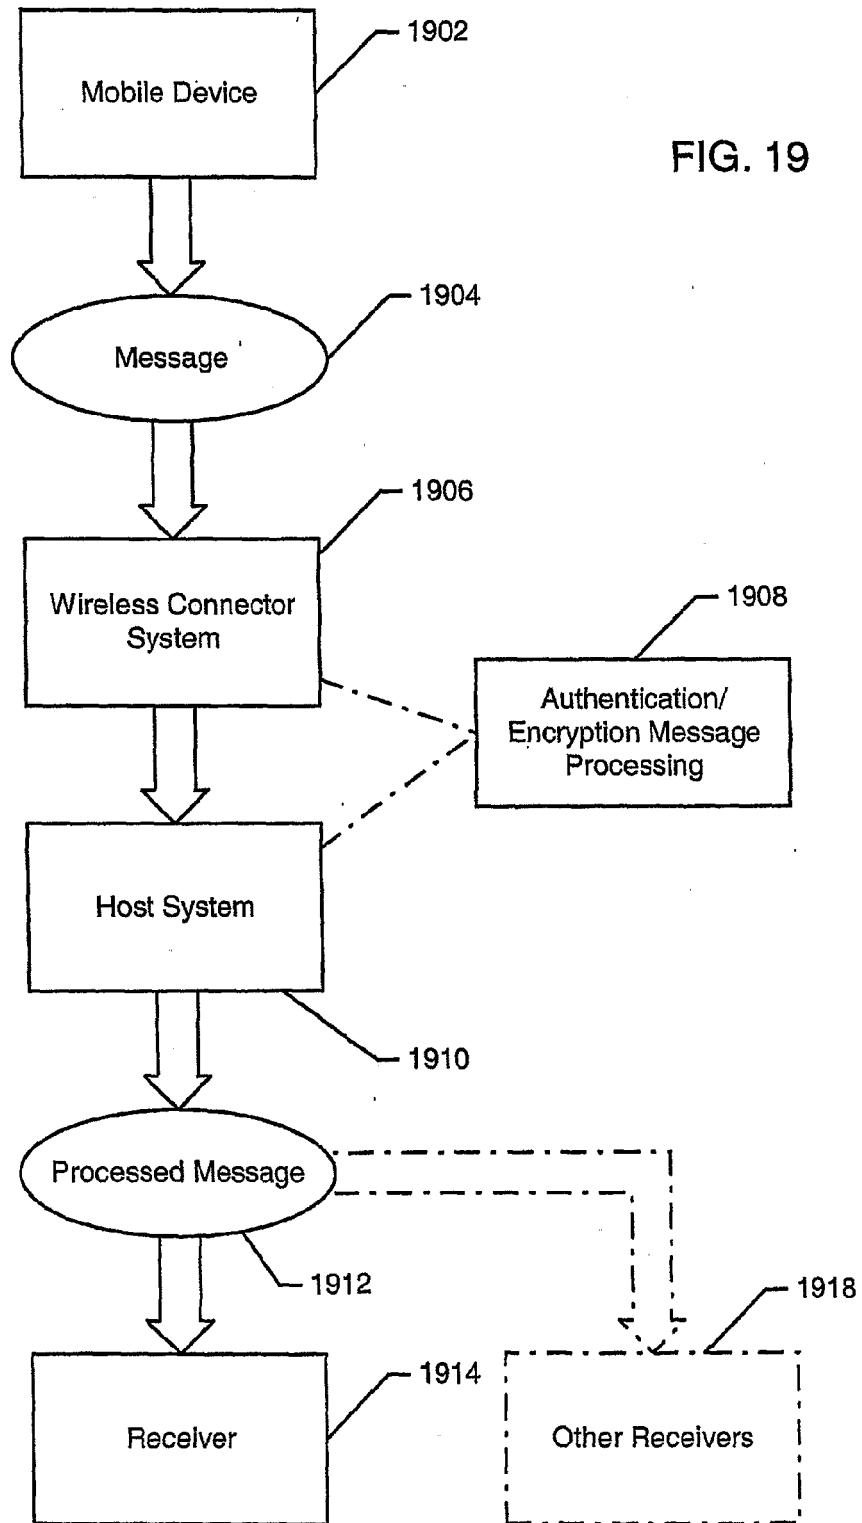 1902
Mobile Device
FIG. 19
1904
Message
1906
Wireless Connector
System
1908
Authentication/
Encryption Message
Processing
Host System
1910
Processed Message
1912
1918
1914
Receiver
Other Receivers